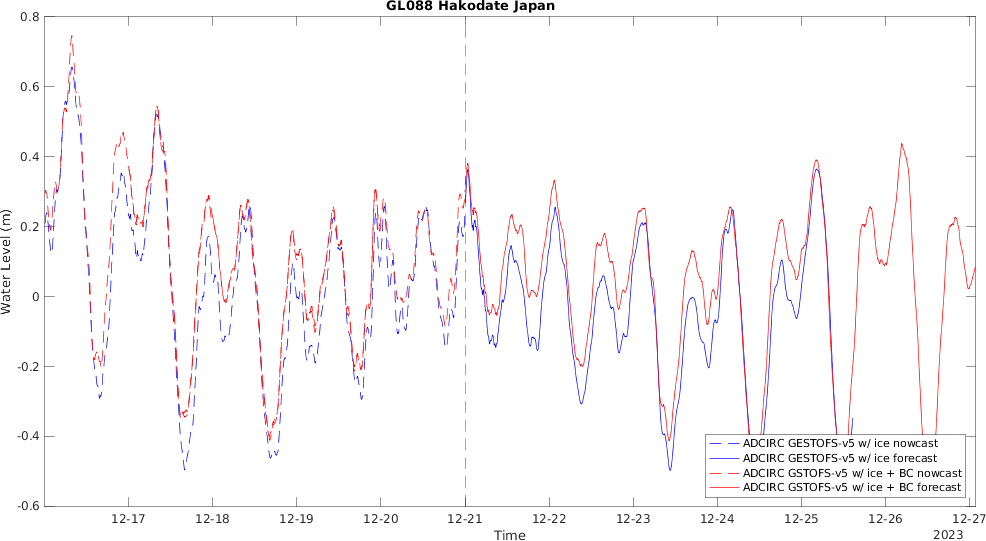 GL088 Hakodate Japan
0.8
0.6
0.4
0.2
0
-0.2
-0.4
-0.6
Water Level (m)
12-17 12-18 12-19 12-20 12-21 12-22 12-23 12-24 12-25 12-26 12-27
Time
2023
ADCIRC GESTOFS-v5 w/ ice nowcast
ADCIRC GESTOFS-v5 w/ ice forecast
ADCIRC GSTOFS-v5 w/ ice + BC nowcast
ADCIRC GSTOFS-v5 w/ ice + BC forecast